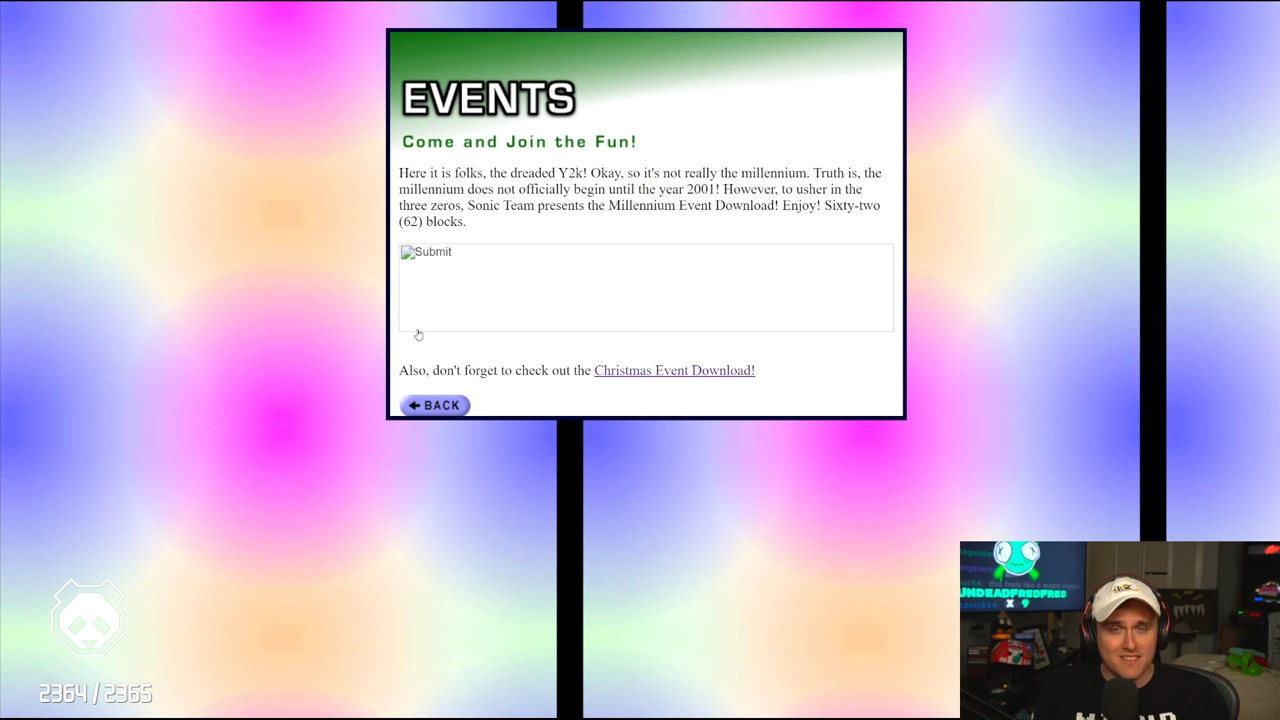 EVENTS
Come and Join the Fun!
Here it is folks, the dreaded Y2k! Okay, so it's not really the millennium. Truth is, the
millennium does not officially begin until the year 2001! However, to usher in the
three zeros, Sonic Team presents the Millennium Event Download! Enjoy! Sixty-two
(62) blocks.
Submit
Also, don't forget to check out the Christmas Event Download!
BACK
UNDEADFREDFRED
X 9
2364 / 2365